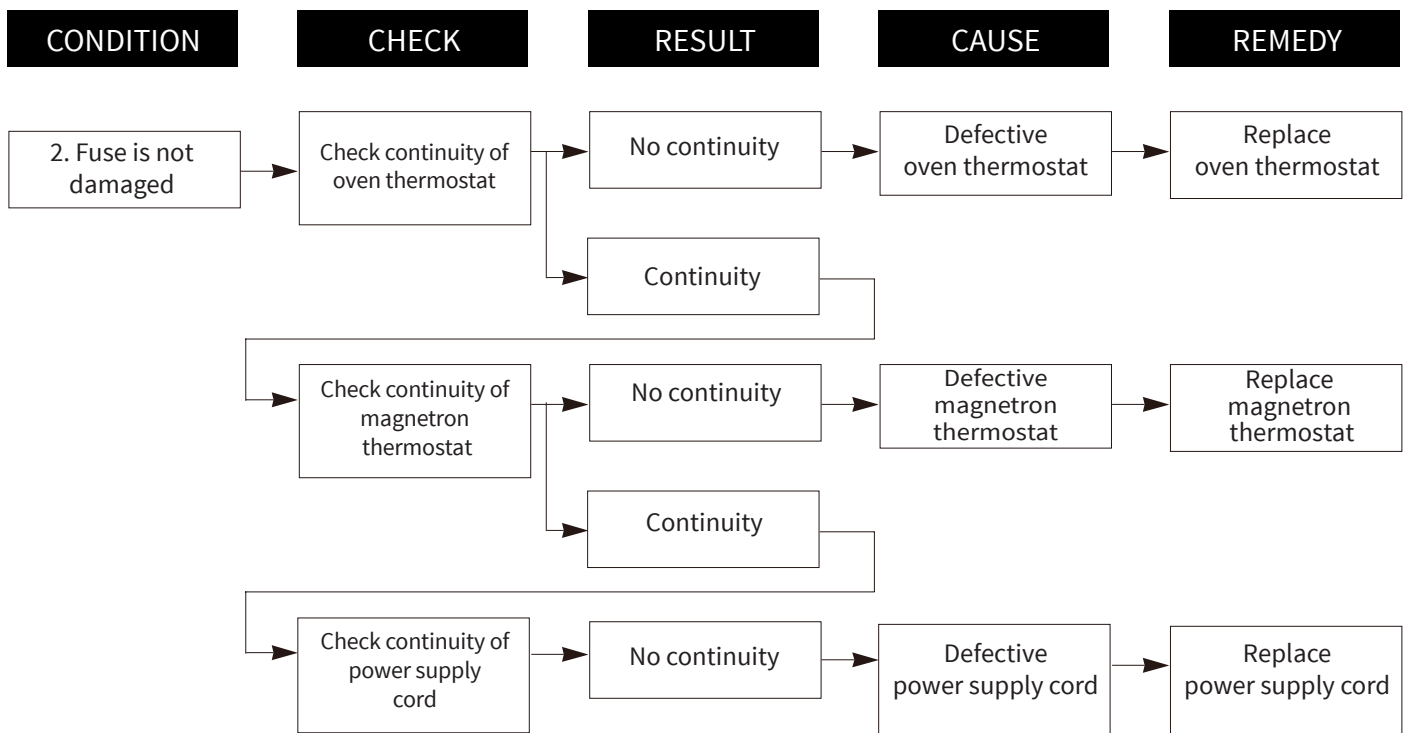 CONDITION
CHECK
RESULT
CAUSE
REMEDY
2. Fuse is not
damaged
Check continuity of
oven thermostat
No continuity
Defective
oven thermostat
Replace
oven thermostat
Continuity
Check continuity of
magnetron
thermostat
No continuity
Defective
magnetron
thermostat
Replace
magnetron
thermostat
Continuity
Check continuity of
power supply
cord
No continuity
Defective
power supply cord
Replace
power supply cord